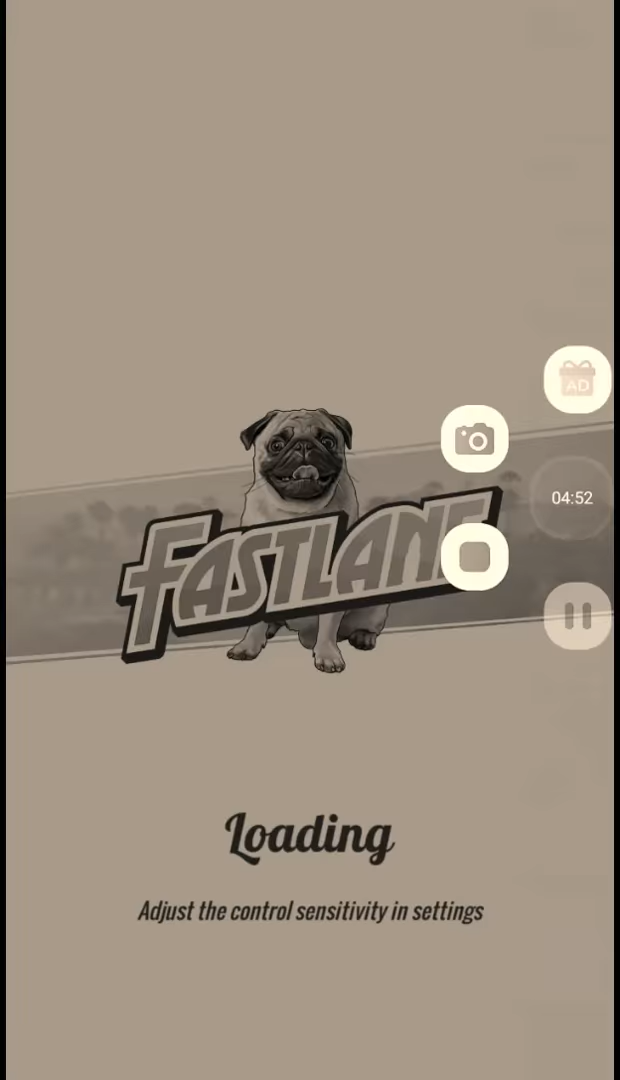 AD
04:52
FASTLANE
Loading
Adjust the control sensitivity in settings